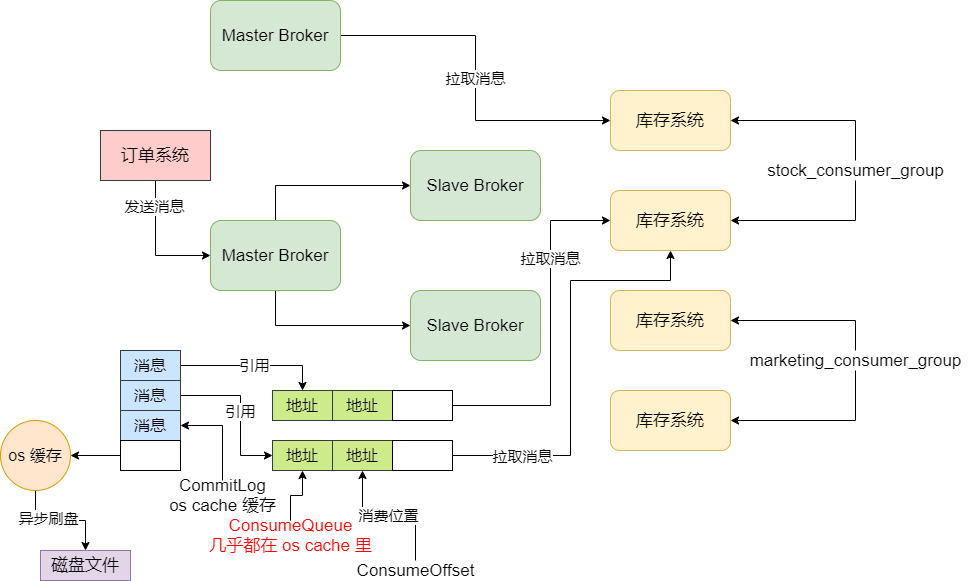 Master Broker
拉取消息
库存系统
订单系统
stock_consumer_group
Slave Broker
发送消息
库存系统
Master Broker
拉取消息
Slave Broker
库存系统
marketing_consumer_group
消息
引用
消息
地址 地址
引用
库存系统
消息
os 缓存
地址 地址
拉取消息
CommitLog
os cache 缓存
异步刷盘
消费位置
ConsumeQueue
几乎都在 os cache 里
磁盘文件
ConsumeOffset